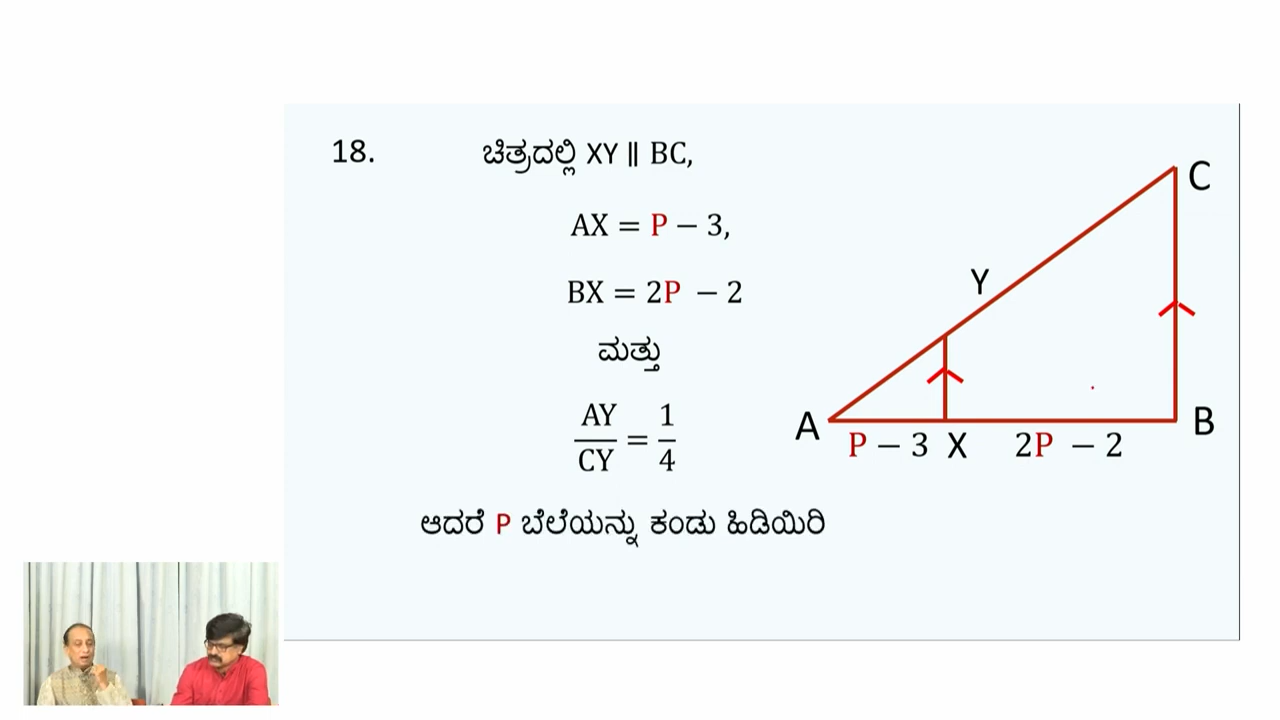 18. ಚಿತ್ರದಲ್ಲಿ XY ∥ BC,
AX = P − 3,
BX = 2P − 2
ಮತ್ತು
AY/CY = 1/4
ಆದರೆ P ಬೆಲೆಯನ್ನು ಕಂಡು ಹಿಡಿಯಿರಿ
C
Y
A
B
P − 3 X 2P − 2